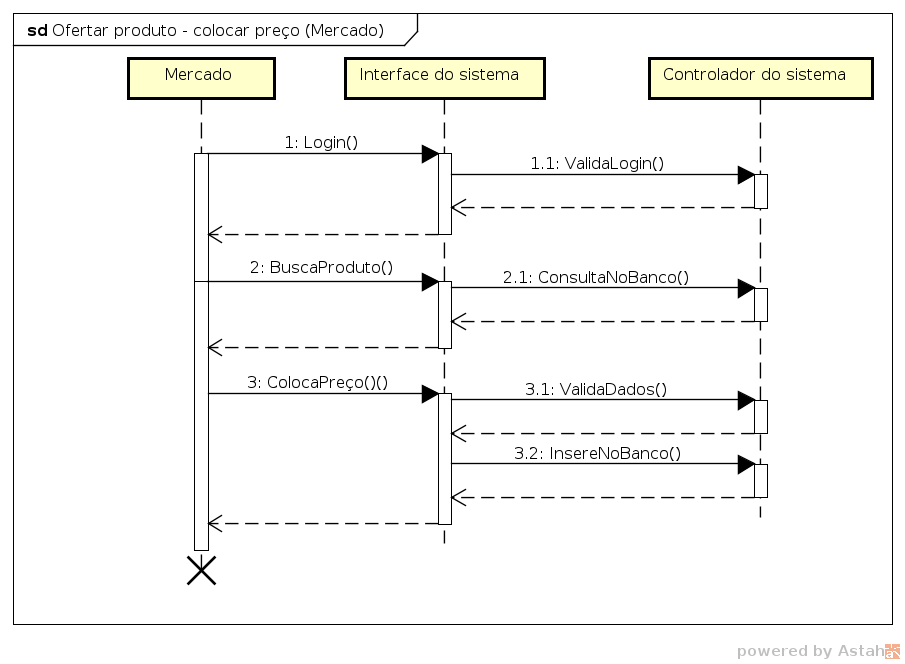 sd Ofertar produto - colocar preço (Mercado)
Mercado
Interface do sistema
Controlador do sistema
1: Login()
1.1: ValidaLogin()
2: BuscaProduto()
2.1: ConsultaNoBanco()
3: ColocaPreço()()
3.1: ValidaDados()
3.2: InsereNoBanco()
powered by Astah